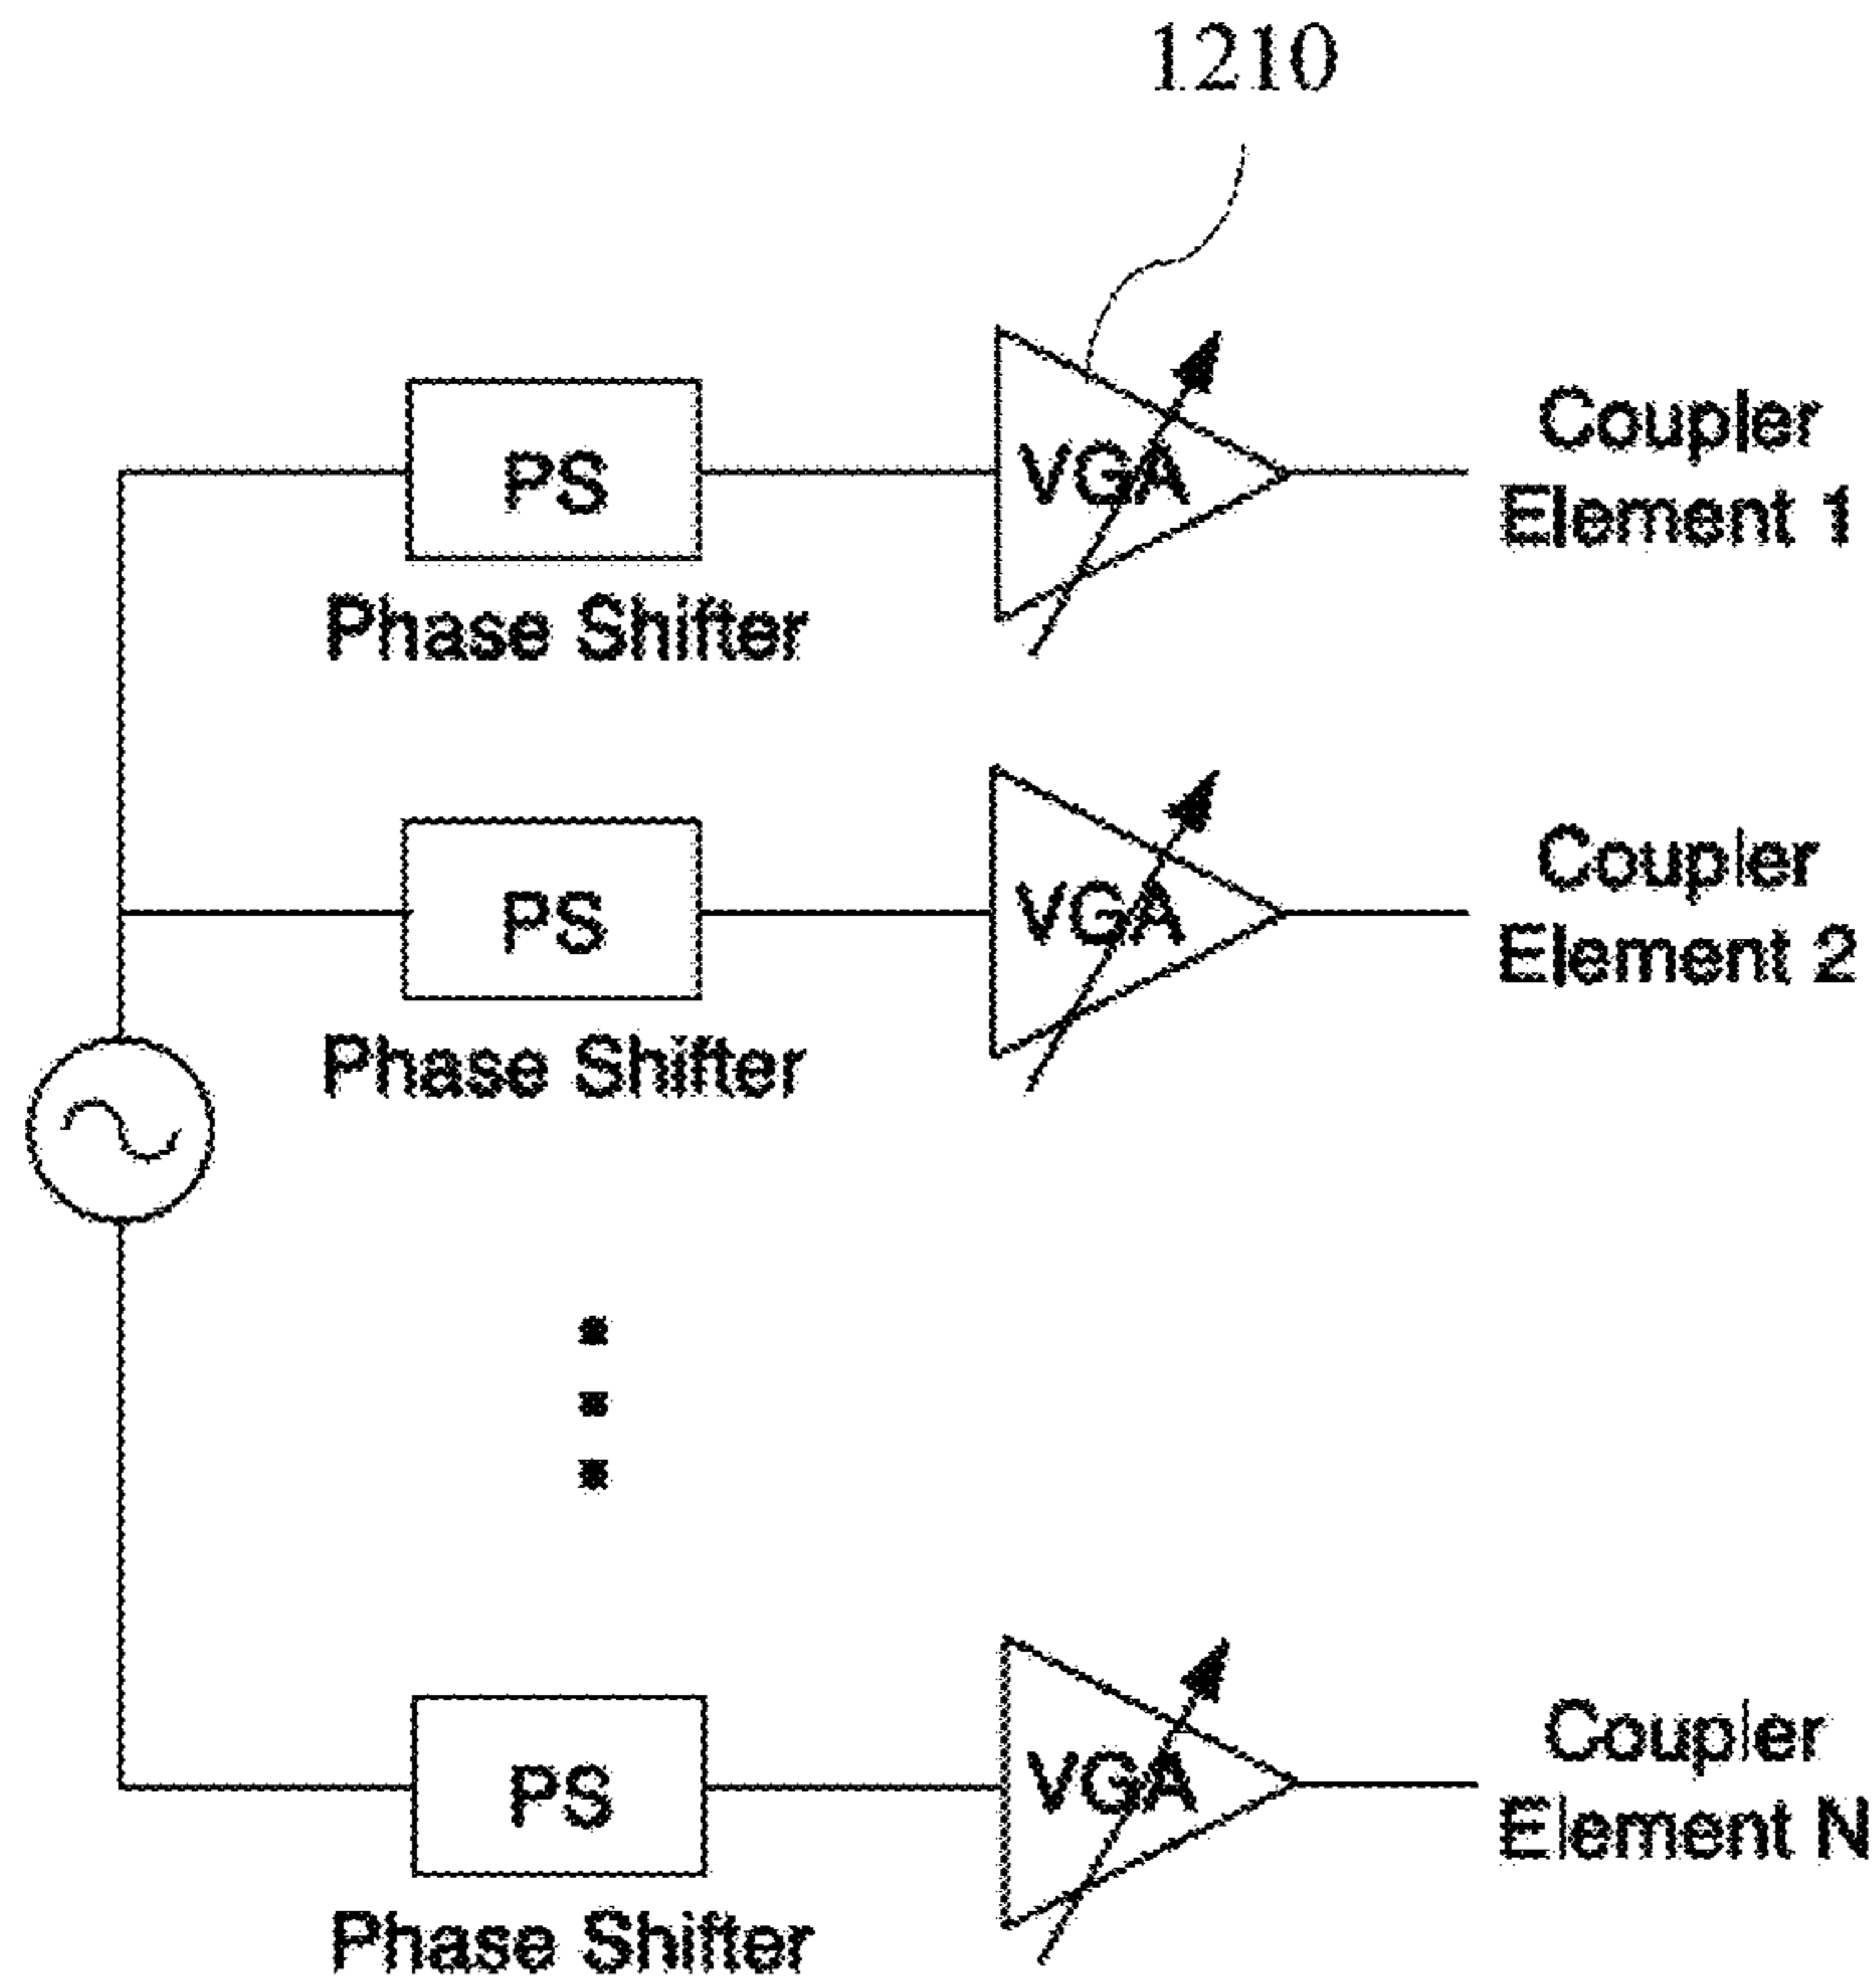 1210
PS
VGA
Coupler
Element 1
Phase Shifter
PS
VGA
Coupler
Element 2
Phase Shifter
PS
VGA
Coupler
Element N
Phase Shifter